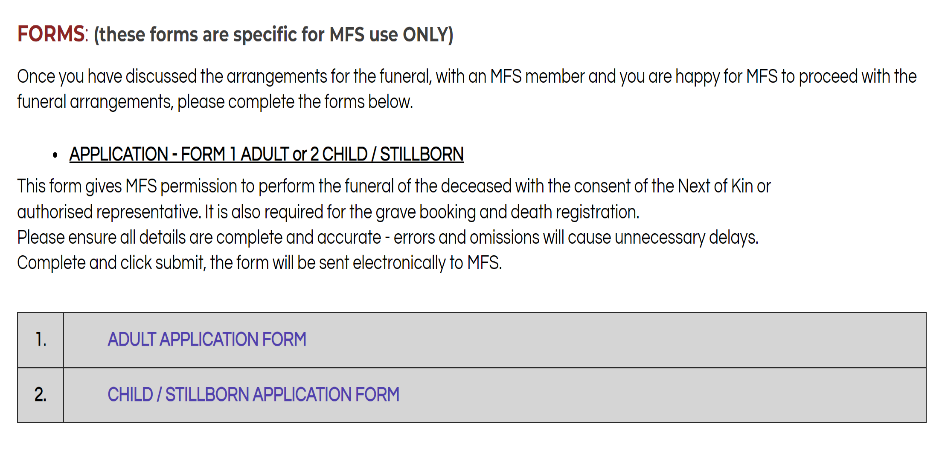 FORMS: (these forms are specific for MFS use ONLY)
Once you have discussed the arrangements for the funeral, with an MFS member and you are happy for MFS to proceed with the
funeral arrangements, please complete the forms below.
• APPLICATION - FORM 1 ADULT or 2 CHILD / STILLBORN
This form gives MFS permission to perform the funeral of the deceased with the consent of the Next of Kin or
authorised representative. It is also required for the grave booking and death registration.
Please ensure all details are complete and accurate - errors and omissions will cause unnecessary delays.
Complete and click submit, the form will be sent electronically to MFS.
1. ADULT APPLICATION FORM
2. CHILD / STILLBORN APPLICATION FORM